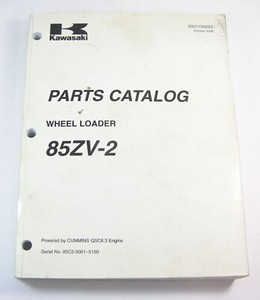 Kawasaki
PARTS CATALOG
WHEEL LOADER
85ZV-2
Powered by CUMMINS QSC8.3 Engine
Serial No. 85C5-5001~5150